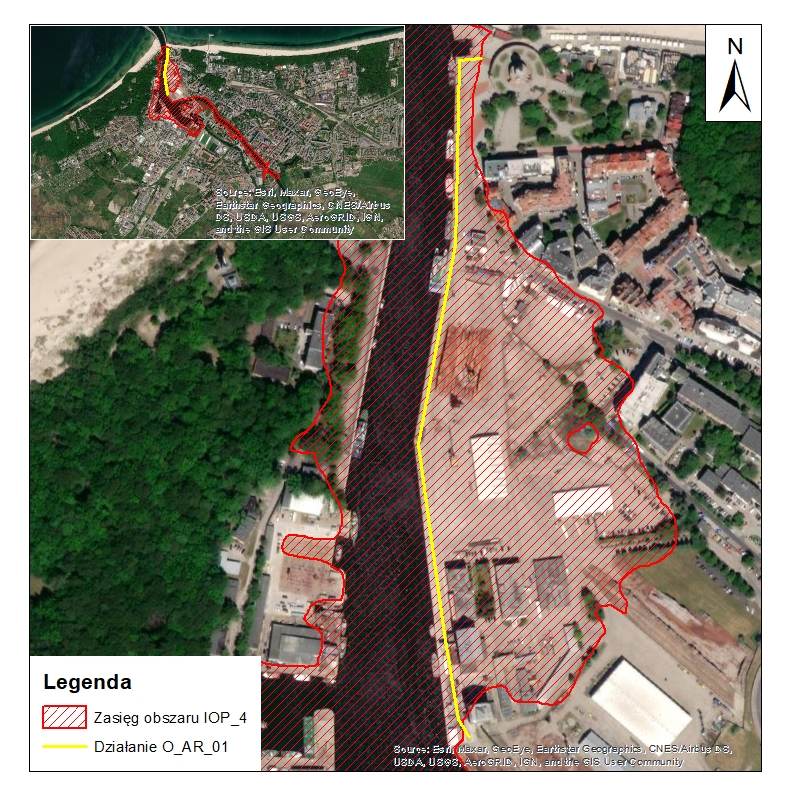 Source: Esri, Maxar, GeoEye,
Earthstar Geographics, CNES/Airbus
DS, USDA, USGS, AeroGRID, IGN,
and the GIS User Community
N
Legenda
Zasięg obszaru IOP_4
Działanie O_AR_01
Source: Esri, Maxar, GeoEye, Earthstar Geographics, CNES/Airbus DS,
USDA, USGS, AeroGRID, IGN, and the GIS User Community